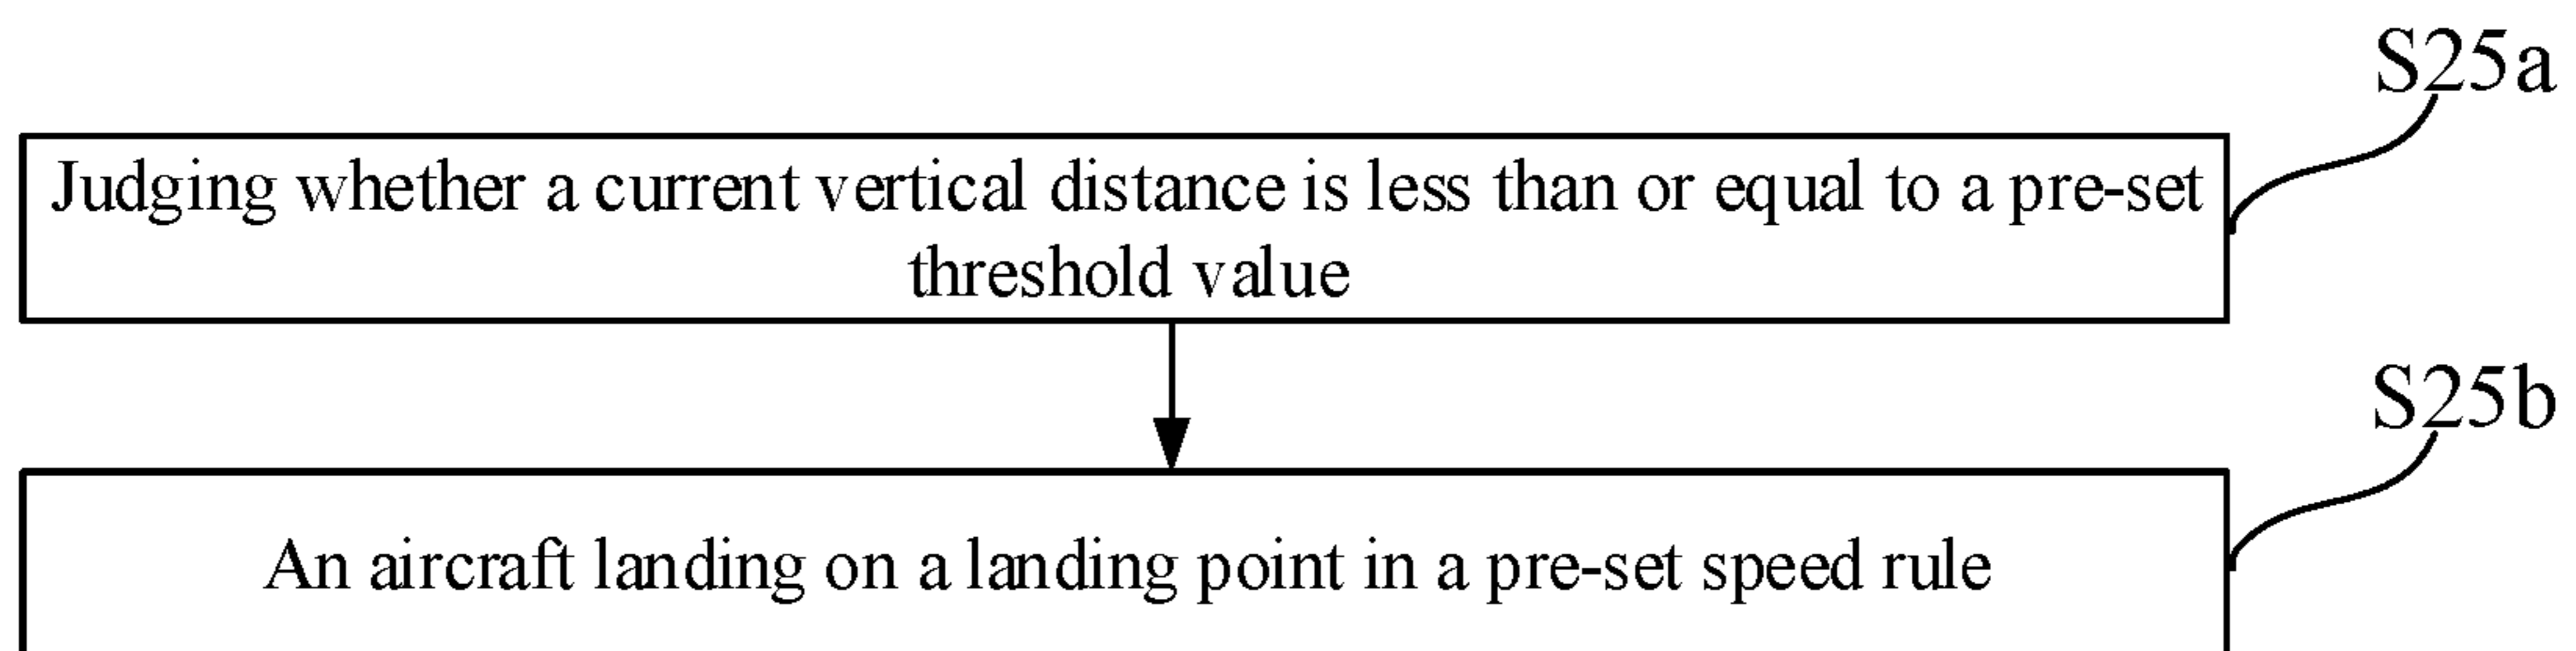 S25a
Judging whether a current vertical distance is less than or equal to a pre-set
threshold value
S25b
An aircraft landing on a landing point in a pre-set speed rule